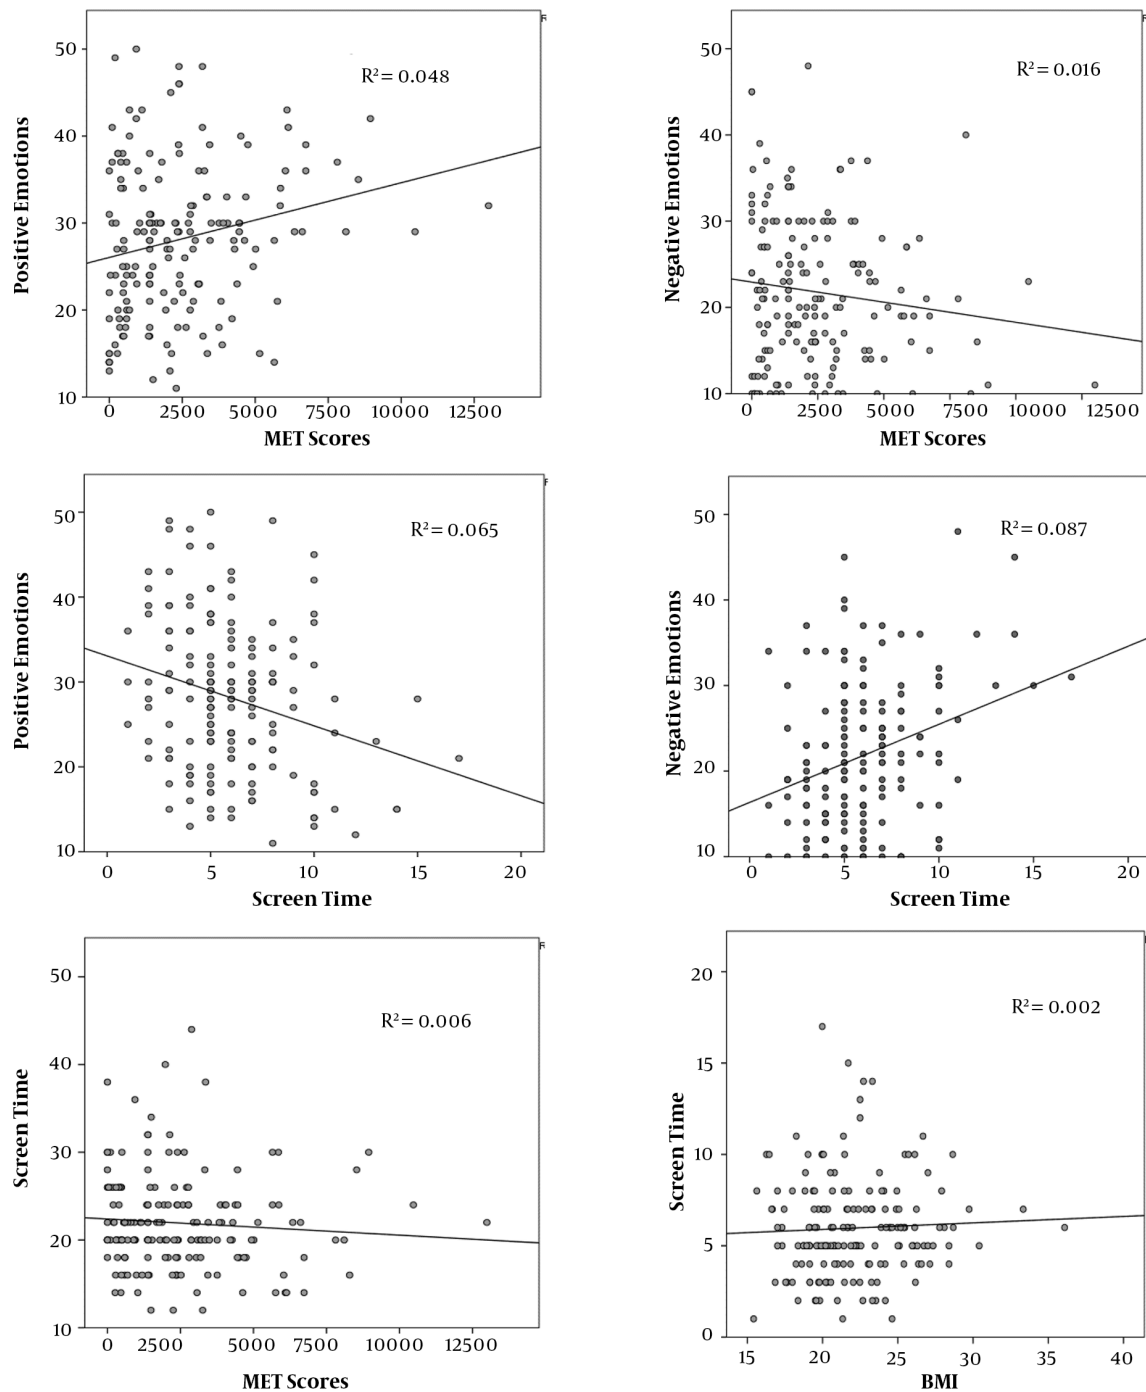 50
40
30
20
10
Positive Emotions
R² = 0.048
0 2500 5000 7500 10000 12500
MET Scores
50
40
30
20
10
Negative Emotions
R² = 0.016
0 2500 5000 7500 10000 12500
MET Scores
50
40
30
20
10
Positive Emotions
R² = 0.065
0 5 10 15 20
Screen Time
50
40
30
20
10
Negative Emotions
R² = 0.087
0 5 10 15 20
Screen Time
50
40
30
20
10
Screen Time
R² = 0.006
0 2500 5000 7500 10000 12500
MET Scores
20
15
10
5
0
Screen Time
R² = 0.002
15 20 25 30 35 40
BMI